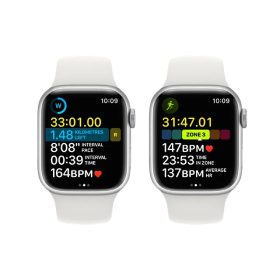 W 10:09
33:01.00
1.48 KILOMETRES LEFT R
8'08" INTERVAL PACE
00:39 INTERVAL TIME
164BPM
10:09
31:47.01
ZONE 3
147BPM
23:53 TIME IN ZONE
137BPM AVERAGE HR